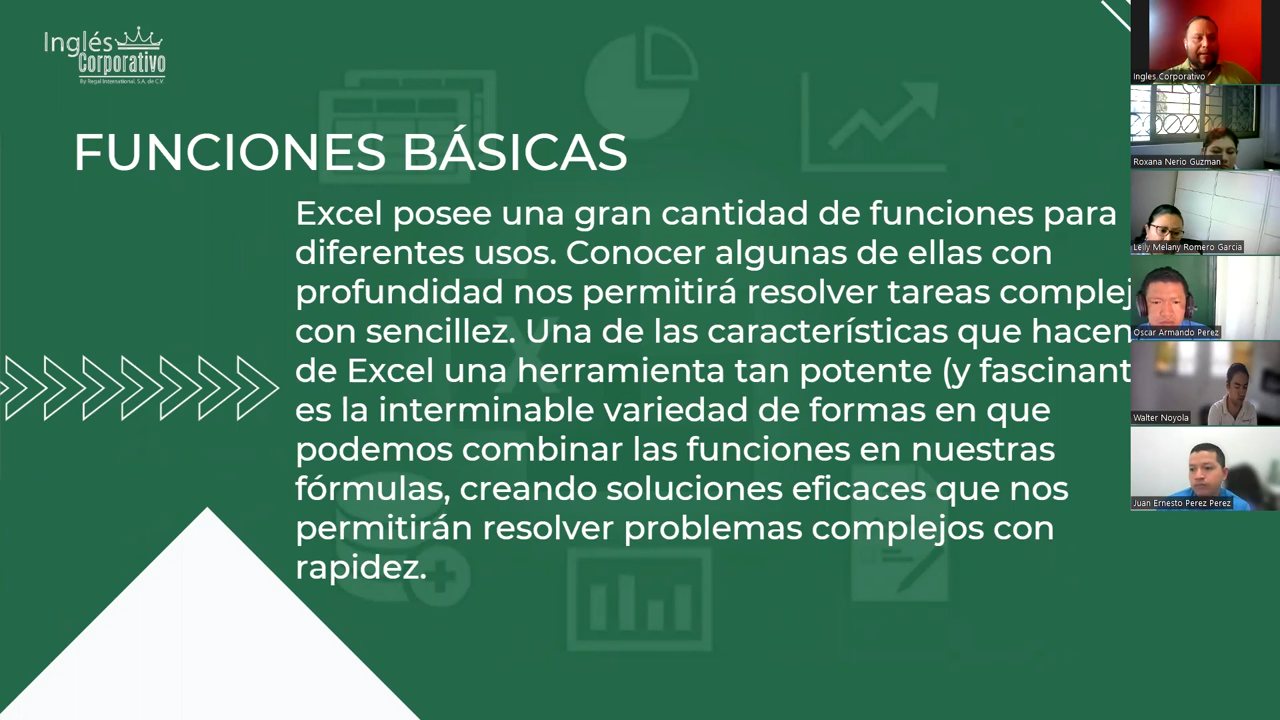 Inglés
Corporativo
By Regal International, S.A. de C.V
FUNCIONES BÁSICAS
Excel posee una gran cantidad de funciones para
diferentes usos. Conocer algunas de ellas con
profundidad nos permitirá resolver tareas complej
con sencillez. Una de las características que hacen
de Excel una herramienta tan potente (y fascinant
es la interminable variedad de formas en que
podemos combinar las funciones en nuestras
fórmulas, creando soluciones eficaces que nos
permitirán resolver problemas complejos con
rapidez.
Ingles Corporativo
Roxana Nerio Guzman
Lelly Melany Romero Garcia
Oscar Armando Perez
Walter Noyola
Juan Ernesto Perez Perez